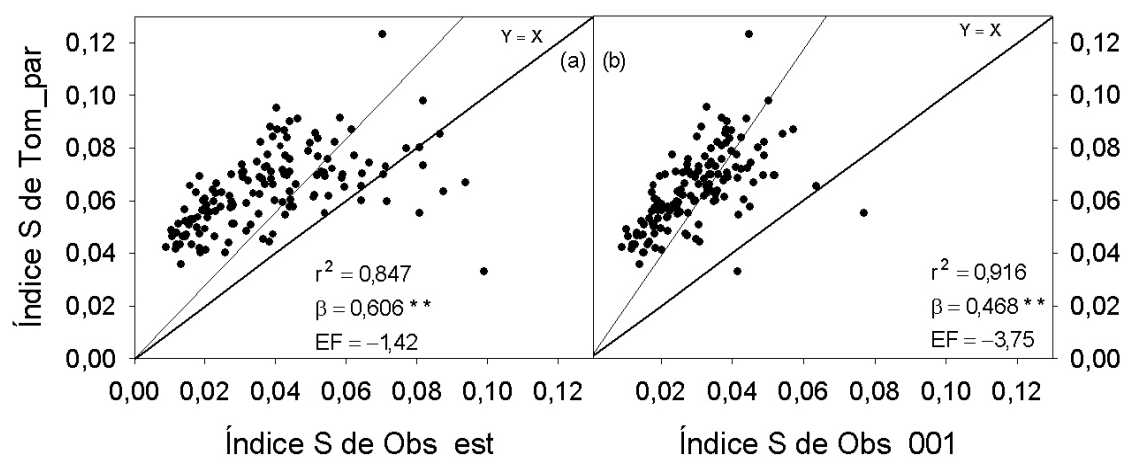 Índice S de Tom_par
0,12
0,10
0,08
0,06
0,04
0,02
0,00
Y = X
(a)
r² = 0,847
β = 0,606 **
EF = −1,42
0,00 0,02 0,04 0,06 0,08 0,10 0,12
Índice S de Obs est
Y = X
(b)
r² = 0,916
β = 0,468 **
EF = −3,75
0,02 0,04 0,06 0,08 0,10 0,12
Índice S de Obs 001
0,12
0,10
0,08
0,06
0,04
0,02
0,00